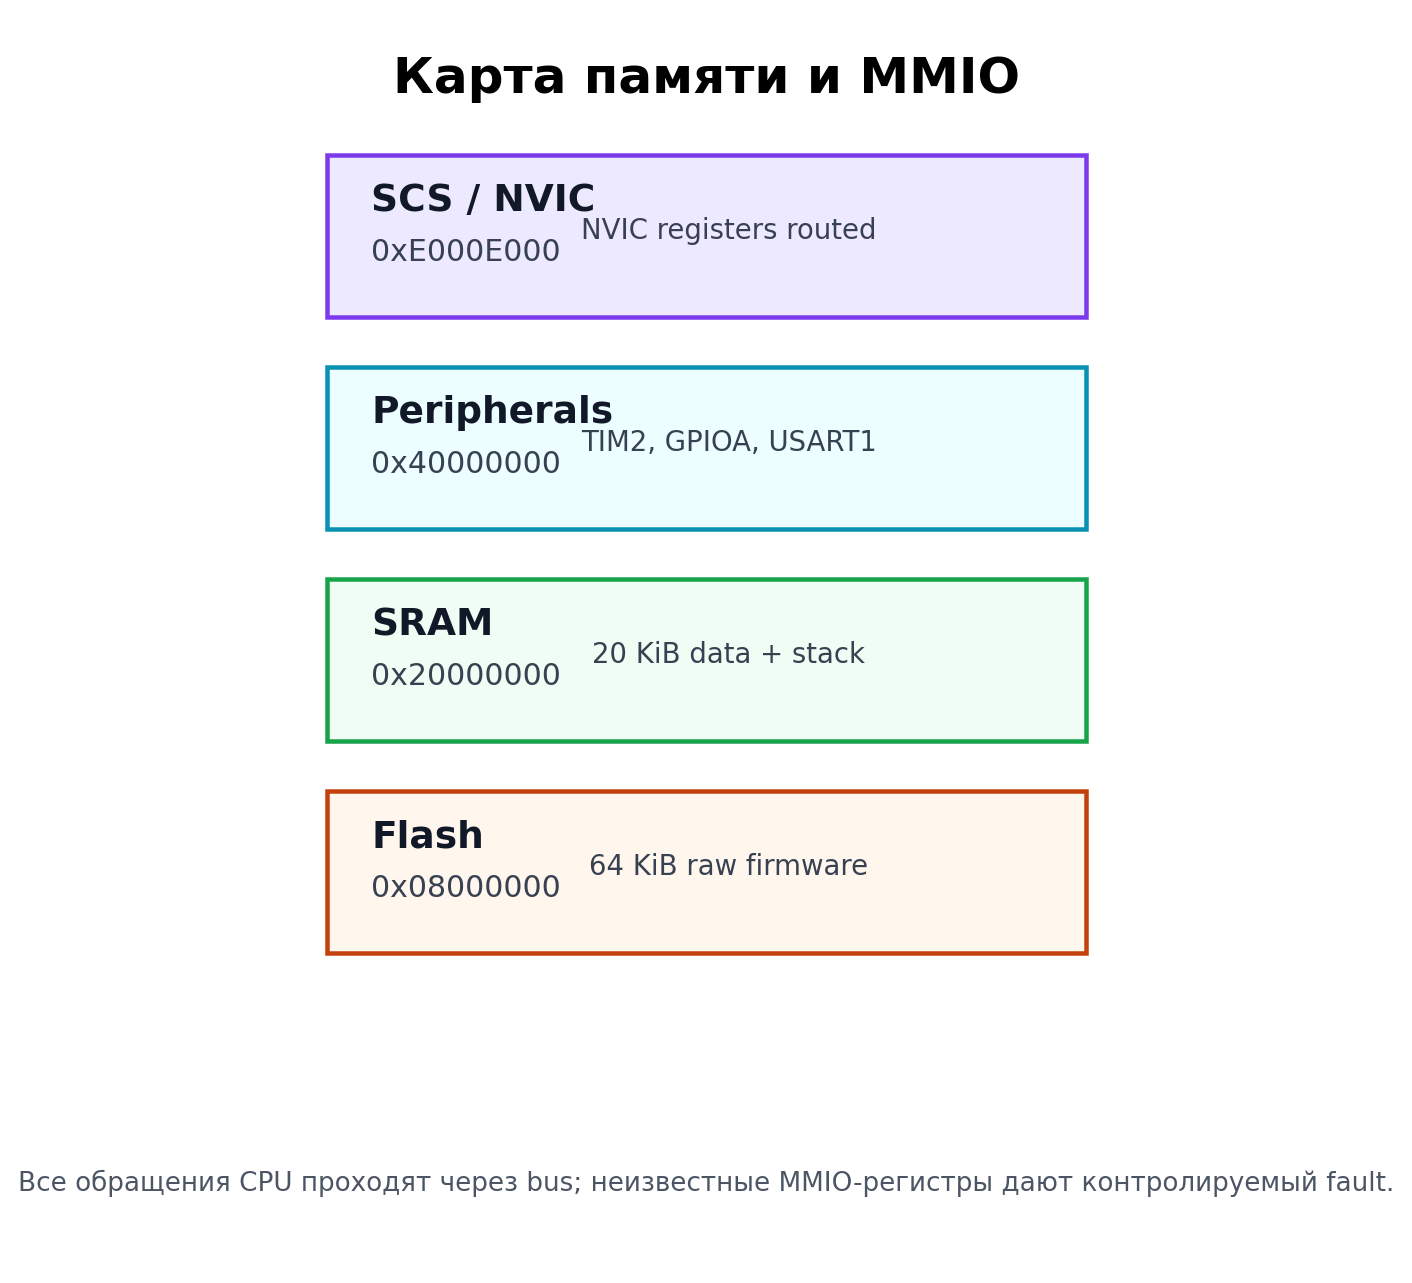 Карта памяти и MMIO
SCS / NVIC
NVIC registers routed
0xE000E000
Peripherals
TIM2, GPIOA, USART1
0x40000000
SRAM
20 KiB data + stack
0x20000000
Flash
64 KiB raw firmware
0x08000000
Все обращения CPU проходят через bus; неизвестные MMIO-регистры дают контролируемый fault.